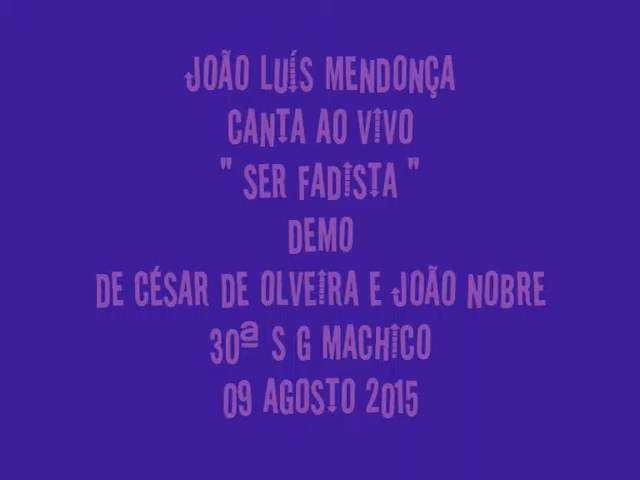 JOÃO LUÍS MENDONÇA
CANTA AO VIVO
" SER FADISTA "
DEMO
DE CÉSAR DE OLVEIRA E JOÃO NOBRE
30ª S G MACHICO
09 AGOSTO 2015